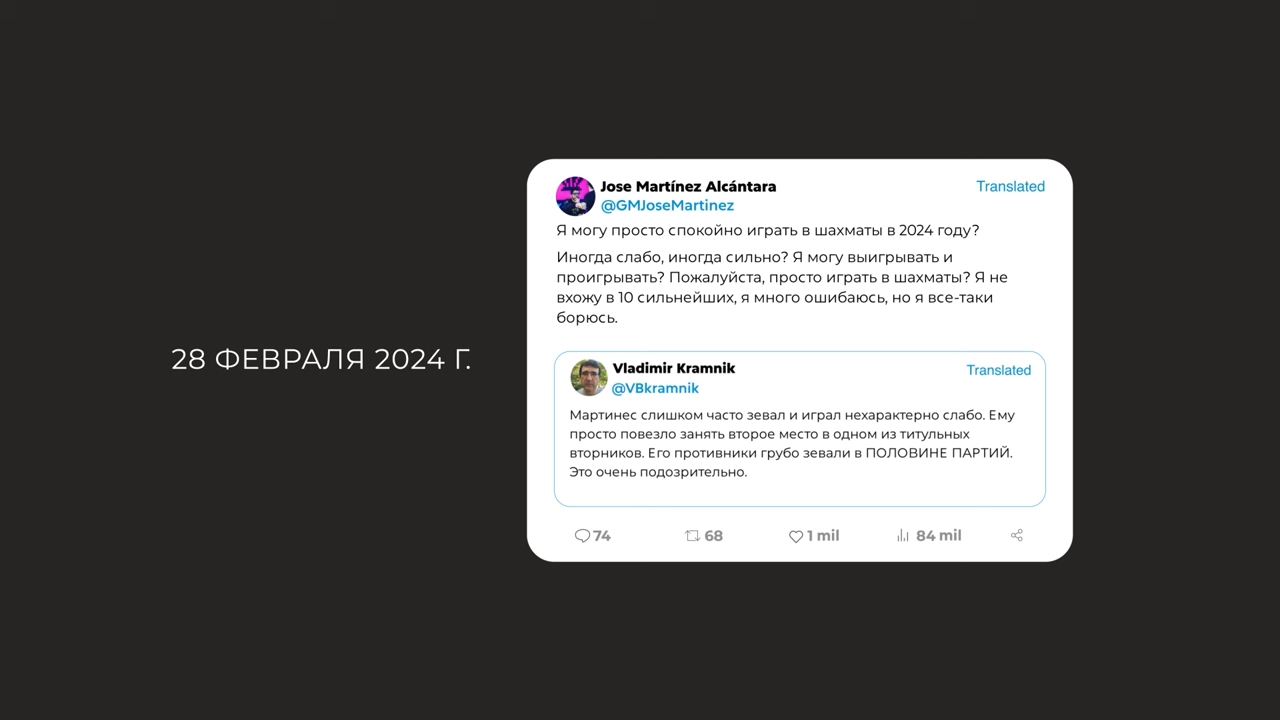 28 ФЕВРАЛЯ 2024 Г.
Jose Martínez Alcántara
Translated
@GMJoseMartinez
Я могу просто спокойно играть в шахматы в 2024 году?
Иногда слабо, иногда сильно? Я могу выигрывать и
проигрывать? Пожалуйста, просто играть в шахматы? Я не
вхожу в 10 сильнейших, я много ошибаюсь, но я все-таки
борюсь.
Vladimir Kramnik
Translated
@VBkramnik
Мартинес слишком часто зевал и играл нехарактерно слабо. Ему
просто повезло занять второе место в одном из титульных
вторников. Его противники грубо зевали в ПОЛОВИНЕ ПАРТИЙ.
Это очень подозрительно.
74 68 1 mil 84 mil